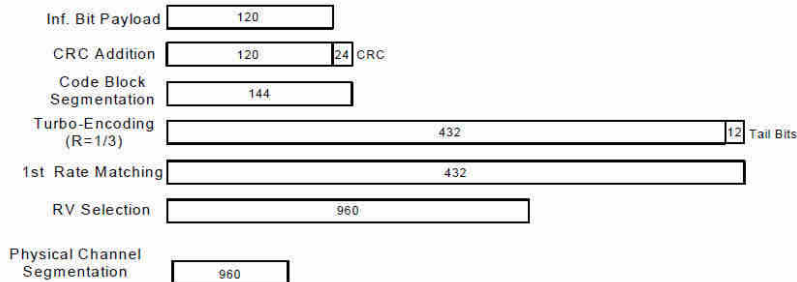 Inf. Bit Payload 120
CRC Addition 120 24 CRC
Code Block
Segmentation 144
Turbo-Encoding
(R=1/3) 432 12 Tail Bits
1st Rate Matching 432
RV Selection 960
Physical Channel
Segmentation 960